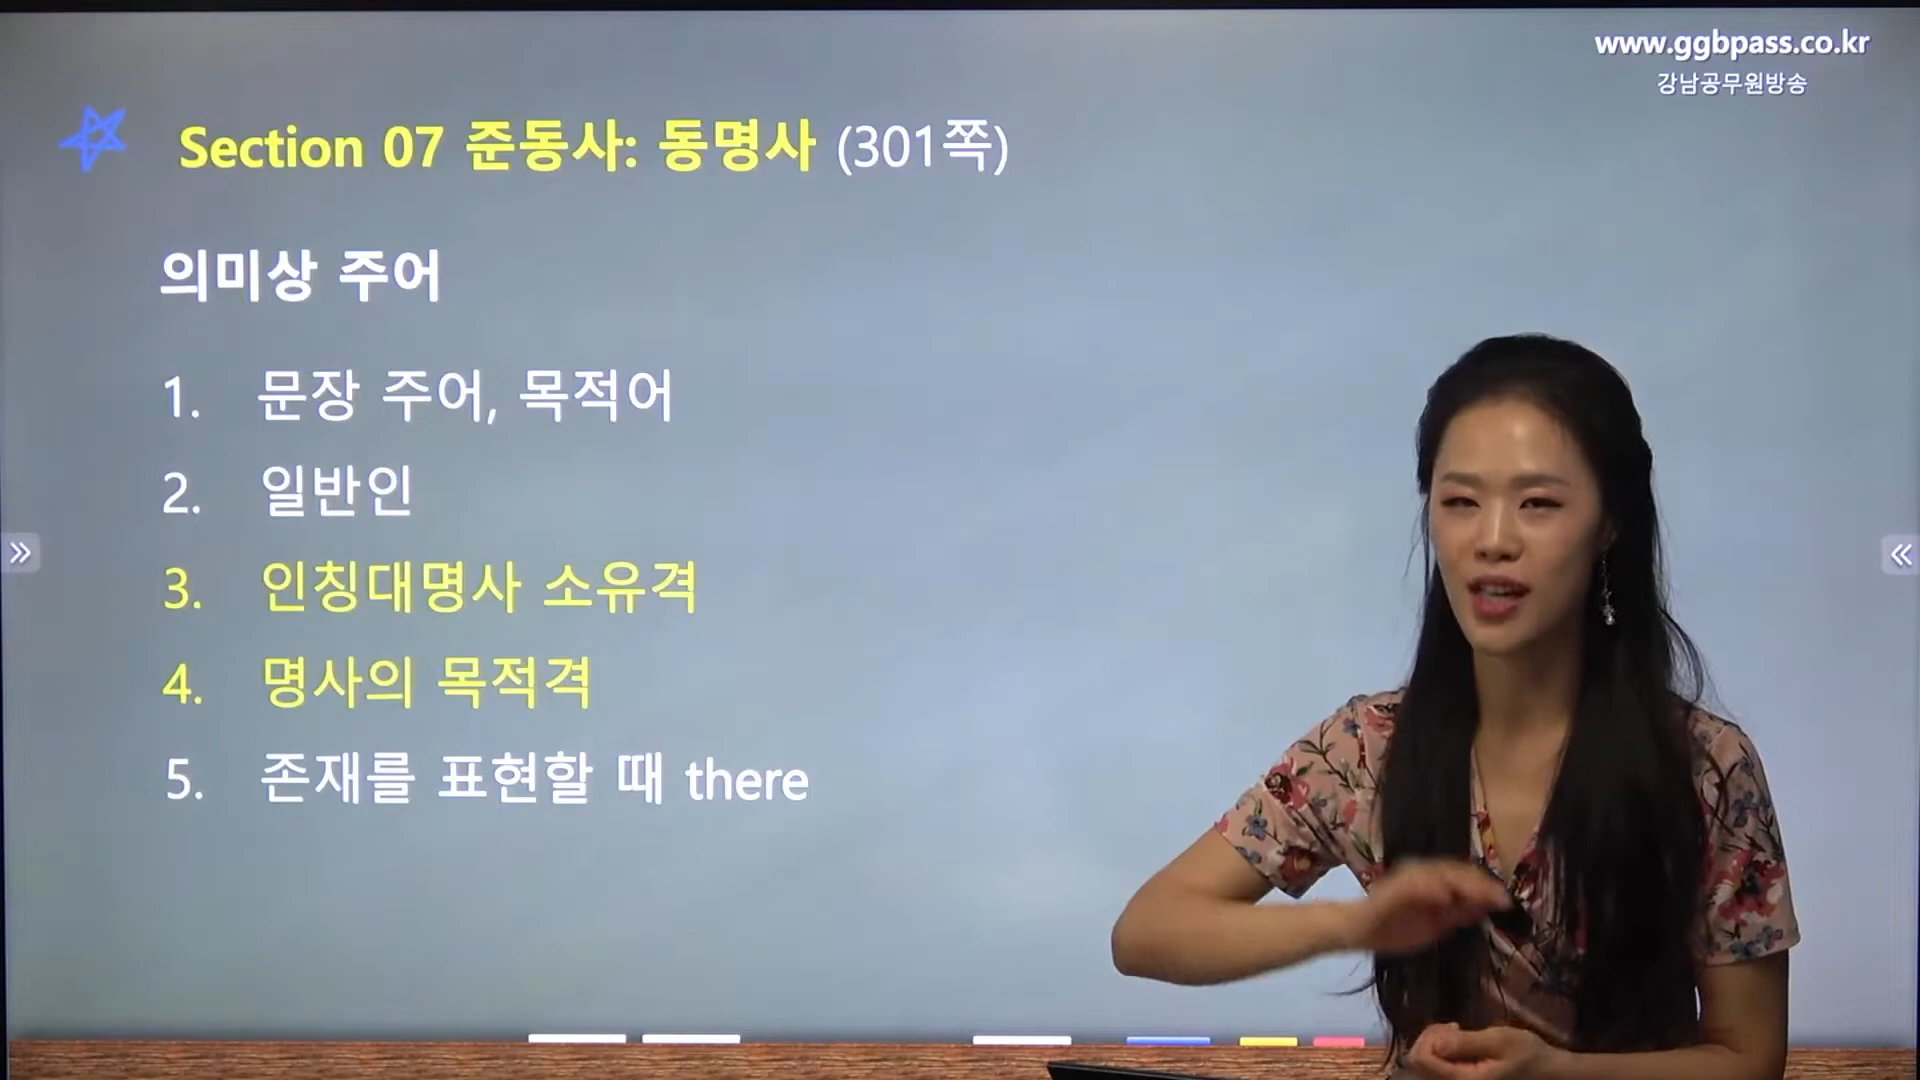 www.ggbpass.co.kr
강남공무원방송
Section 07 준동사: 동명사 (301쪽)
의미상 주어
1. 문장 주어, 목적어
2. 일반인
3. 인칭대명사 소유격
4. 명사의 목적격
5. 존재를 표현할 때 there